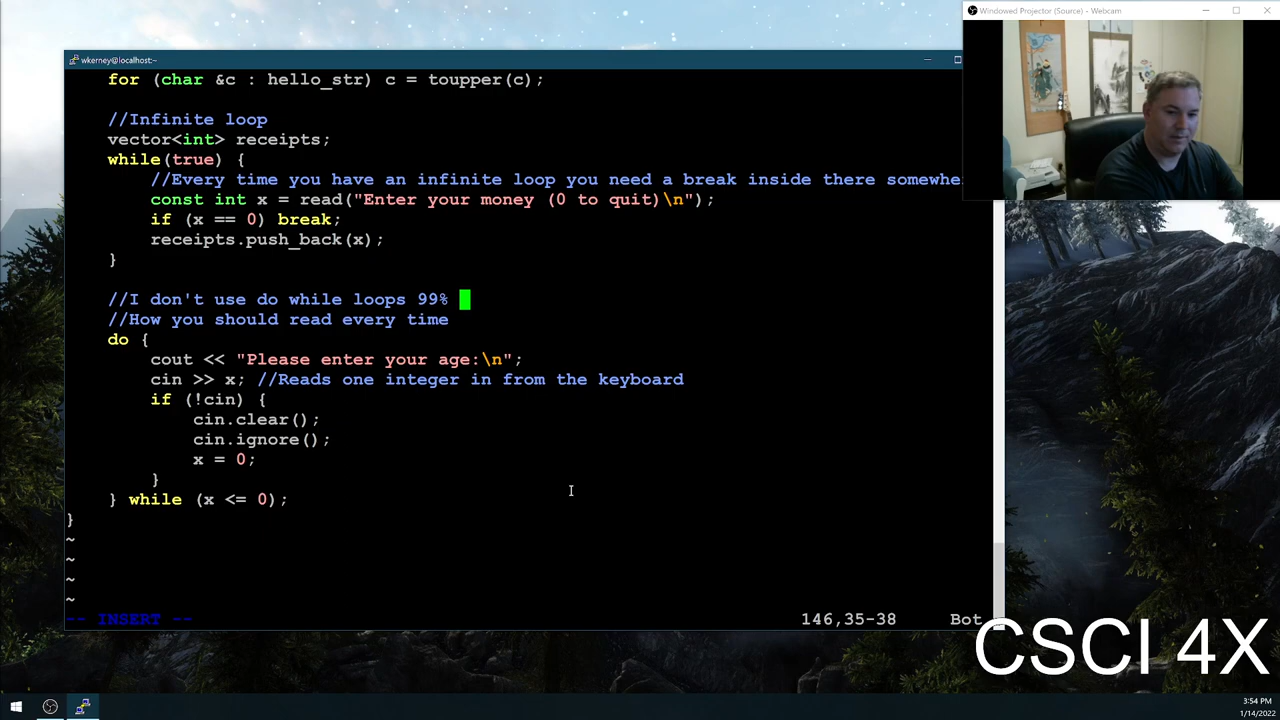 Windowed Projector (Source) - Webcam
wkerney@localhost:~
for (char &c : hello_str) c = toupper(c);
//Infinite loop
vector<int> receipts;
while(true) {
//Every time you have an infinite loop you need a break inside there somewhe
const int x = read("Enter your money (0 to quit)\n");
if (x == 0) break;
receipts.push_back(x);
}
//I don't use do while loops 99%
//How you should read every time
do {
cout << "Please enter your age:\n";
cin >> x; //Reads one integer in from the keyboard
if (!cin) {
cin.clear();
cin.ignore();
x = 0;
}
} while (x <= 0);
}
~
~
~
~
-- INSERT --
146,35-38
Bot
CSCI 4X
3:54 PM
1/14/2022